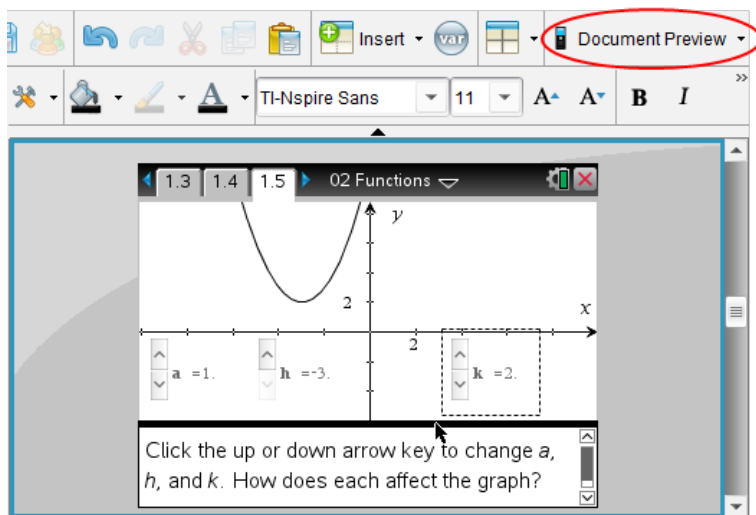 Insert var Document Preview
TI-Nspire Sans 11 A A B I
1.3 1.4 1.5 02 Functions
y
2
x
2
a =1. h =-3. k =2.
Click the up or down arrow key to change a,
h, and k. How does each affect the graph?